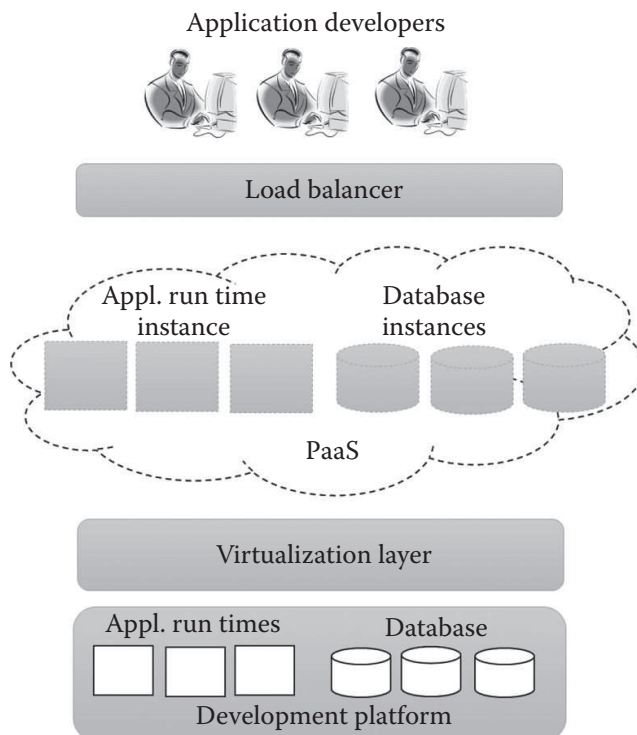 Application developers
Load balancer
Appl. run time
instance
Database
instances
PaaS
Virtualization layer
Appl. run times
Database
Development platform